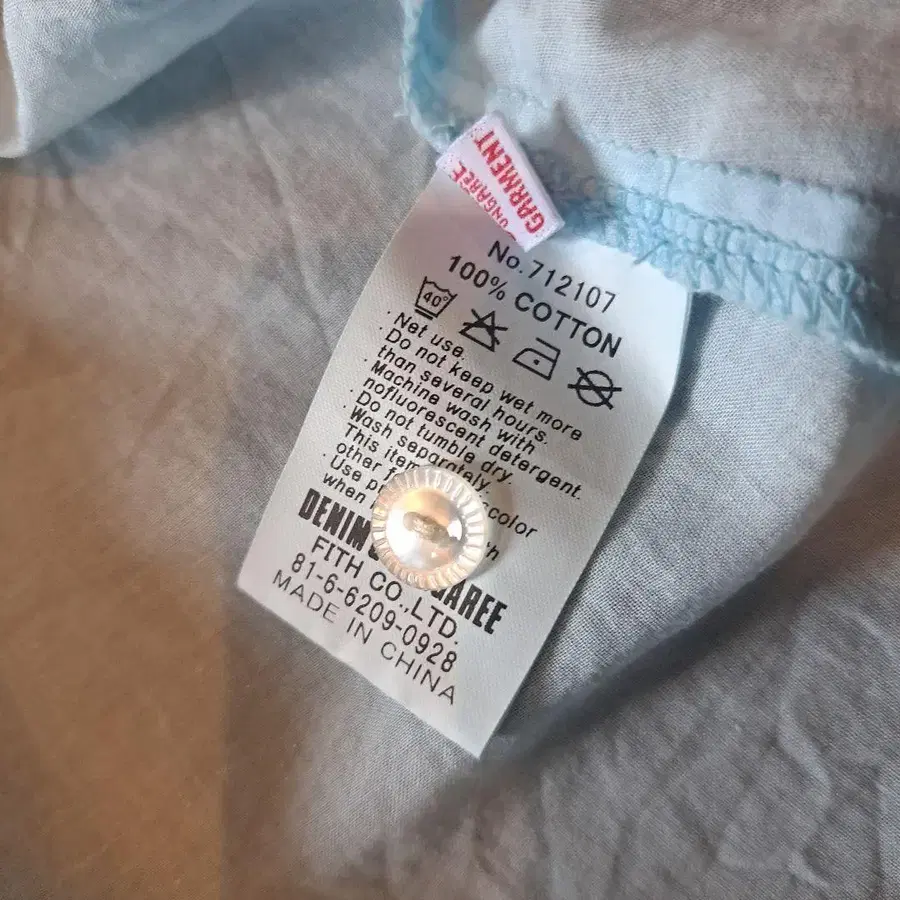 GARMENT
UNGAREE
No.712107
100% COTTON
40°
· Net use.
· Do not keep wet more
than several hours.
· Machine wash with
nofluorescent detergent.
· Do not tumble dry.
· Wash separately.
This item
other color
· Use
when
DENIM GAREE
FITH CO.,LTD.
81-6-6209-0928
MADE IN CHINA